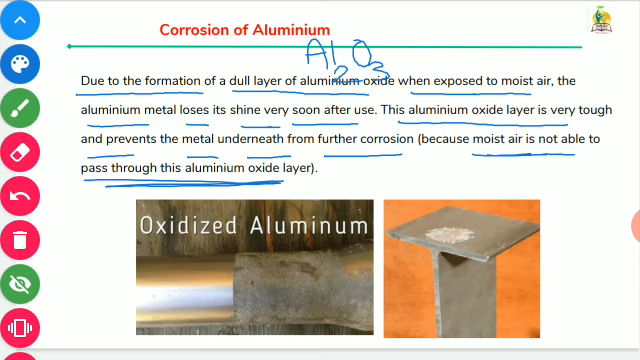 Corrosion of Aluminium
Al2O3
Due to the formation of a dull layer of aluminium oxide when exposed to moist air, the
aluminium metal loses its shine very soon after use. This aluminium oxide layer is very tough
and prevents the metal underneath from further corrosion (because moist air is not able to
pass through this aluminium oxide layer).
Oxidized Aluminum